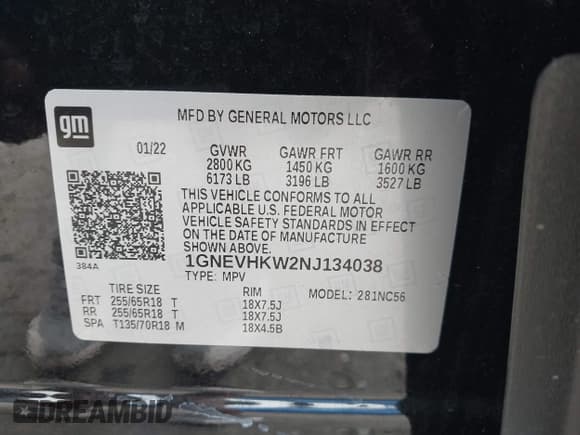 gm
MFD BY GENERAL MOTORS LLC
01/22 GVWR GAWR FRT GAWR RR
2800 KG 1450 KG 1600 KG
6173 LB 3196 LB 3527 LB
THIS VEHICLE CONFORMS TO ALL
APPLICABLE U.S. FEDERAL MOTOR
VEHICLE SAFETY STANDARDS IN EFFECT
ON THE DATE OF MANUFACTURE
SHOWN ABOVE.
384A
1GNEVHKW2NJ134038
TYPE: MPV
TIRE SIZE RIM MODEL: 281NC56
FRT 255/65R18 T 18X7.5J
RR 255/65R18 T 18X7.5J
SPA T135/70R18 M 18X4.5B
DREAMBID